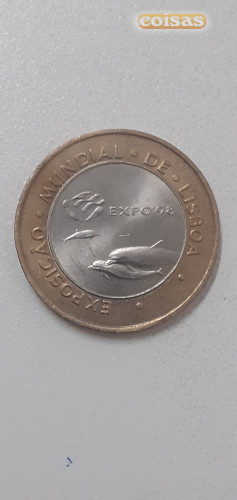 coisas
EXPOSIÇÃO · MUNDIAL · DE · LISBOA
EXPO'98